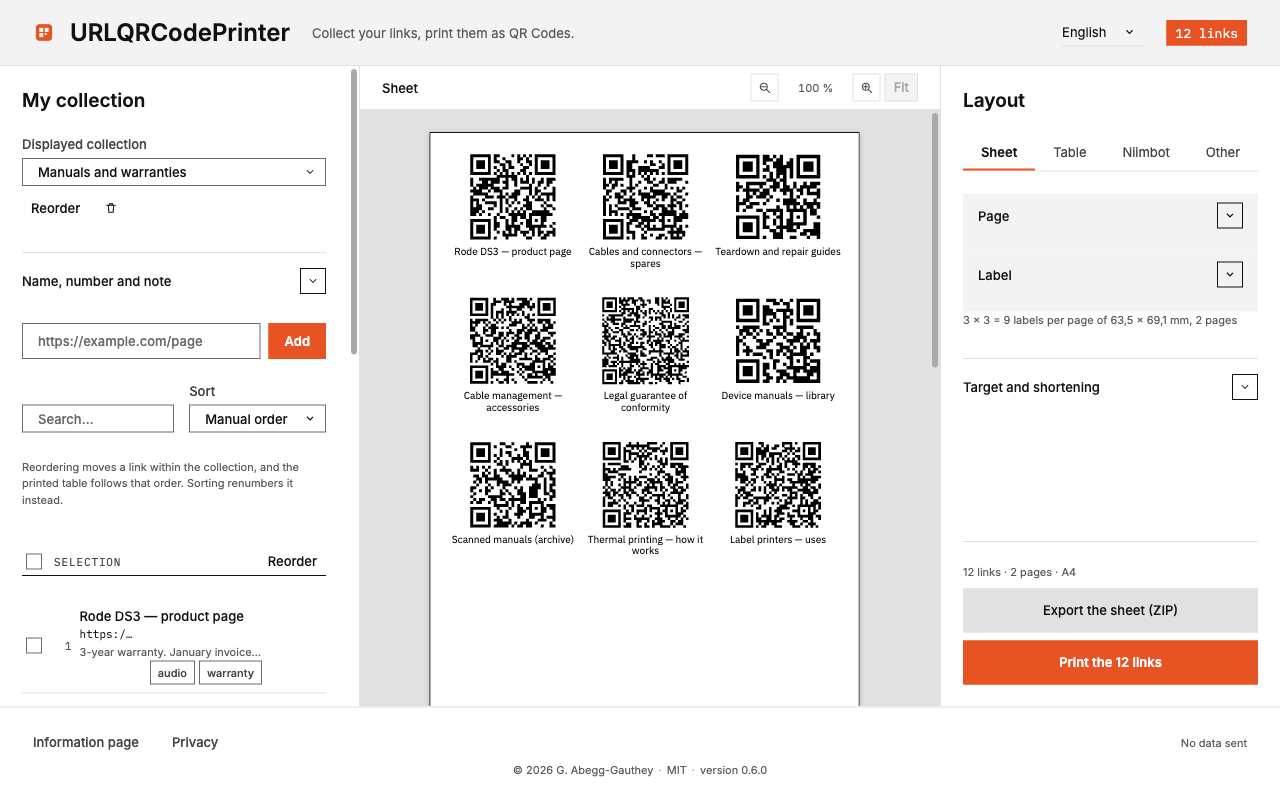 URLQRCodePrinter
Collect your links, print them as QR Codes.
English
12 links
My collection
Displayed collection
Manuals and warranties
Reorder
Name, number and note
https://example.com/page
Add
Sort
Search...
Manual order
Reordering moves a link within the collection, and the
printed table follows that order. Sorting renumbers it
instead.
SELECTION
Reorder
1
Rode DS3 — product page
https:/…
3-year warranty. January invoice...
audio
warranty
Sheet
100 %
Fit
Rode DS3 — product page
Cables and connectors —
spares
Teardown and repair guides
Cable management —
accessories
Legal guarantee of
conformity
Device manuals — library
Scanned manuals (archive)
Thermal printing — how it
works
Label printers — uses
Layout
Sheet
Table
Niimbot
Other
Page
Label
3 × 3 = 9 labels per page of 63,5 × 69,1 mm, 2 pages
Target and shortening
12 links · 2 pages · A4
Export the sheet (ZIP)
Print the 12 links
Information page
Privacy
No data sent
© 2026 G. Abegg-Gauthey · MIT · version 0.6.0